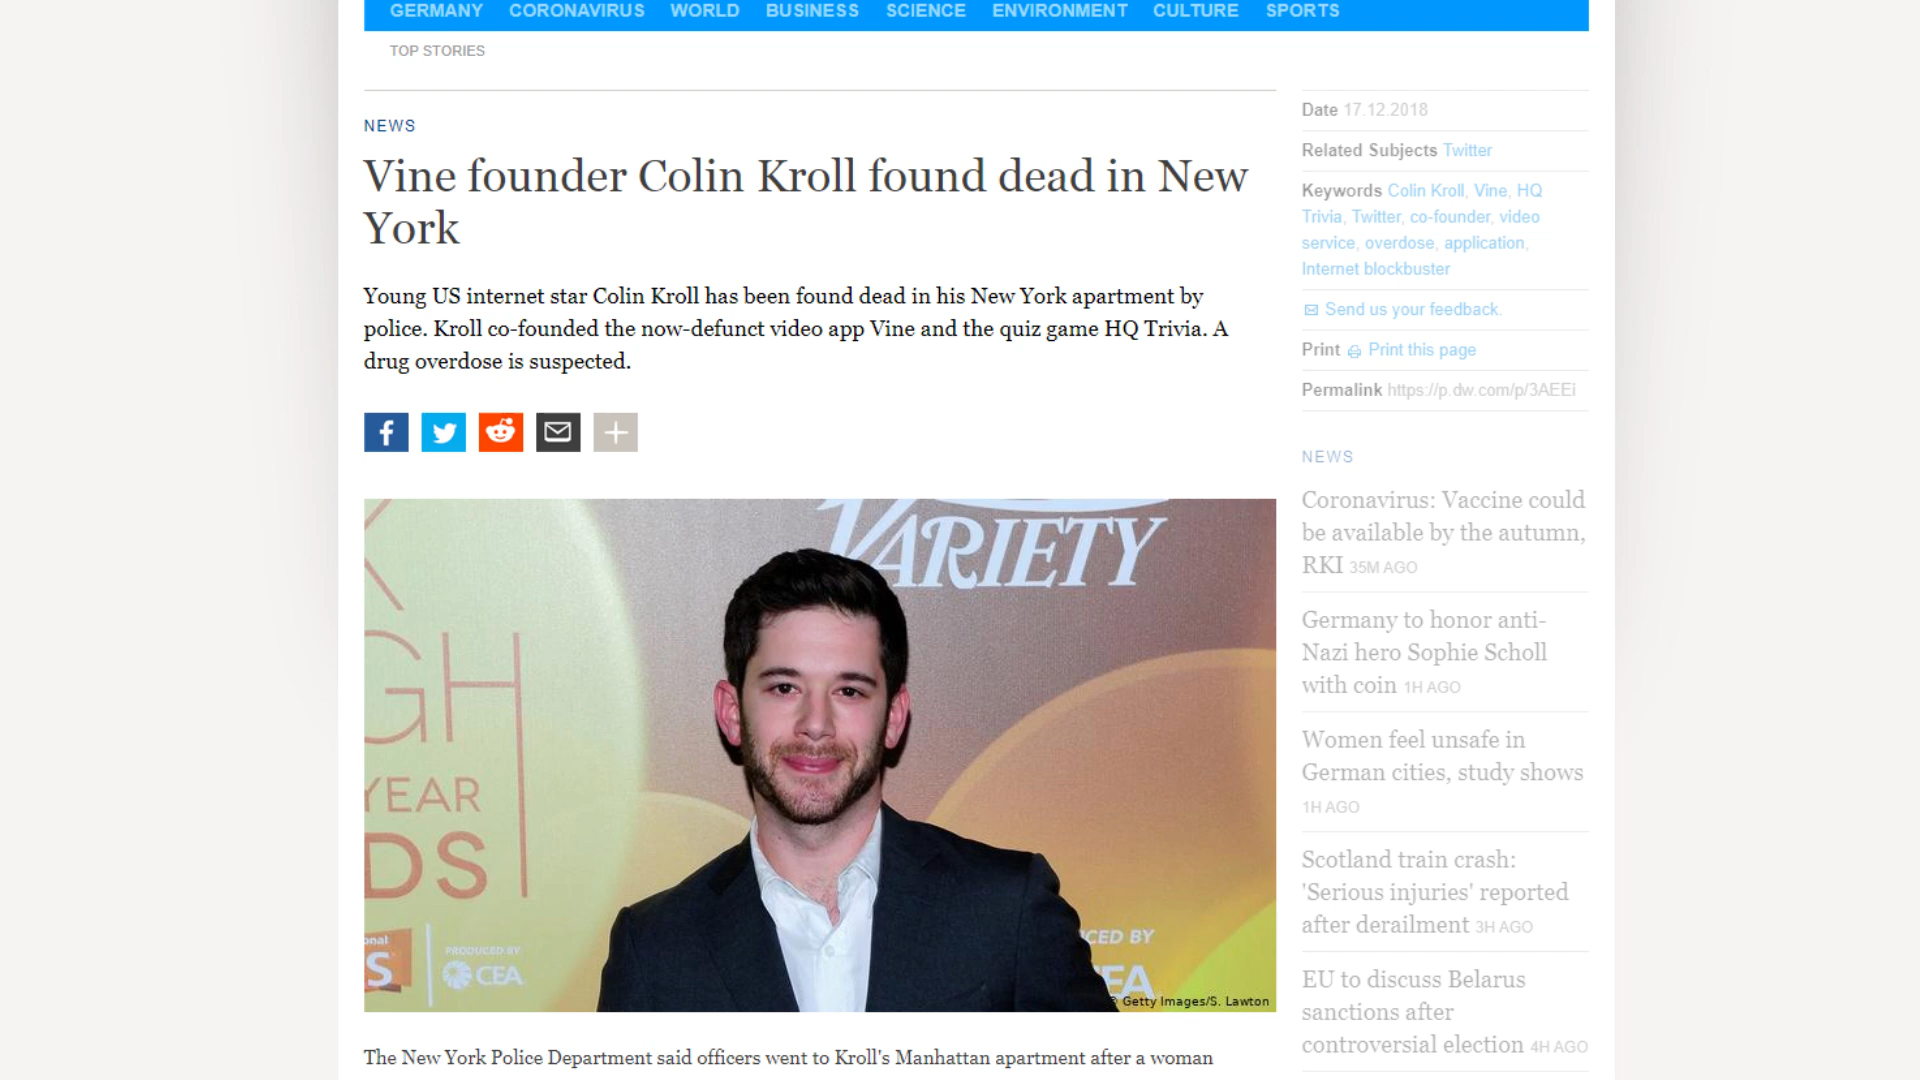 GERMANY CORONAVIRUS WORLD BUSINESS SCIENCE ENVIRONMENT CULTURE SPORTS
TOP STORIES
NEWS
Vine founder Colin Kroll found dead in New
York
Young US internet star Colin Kroll has been found dead in his New York apartment by
police. Kroll co-founded the now-defunct video app Vine and the quiz game HQ Trivia. A
drug overdose is suspected.
VARIETY
GH
YEAR
DS
onal
S
PRODUCED BY
CEA
CED BY
EA
© Getty Images/S. Lawton
The New York Police Department said officers went to Kroll's Manhattan apartment after a woman
Date 17.12.2018
Related Subjects Twitter
Keywords Colin Kroll, Vine, HQ
Trivia, Twitter, co-founder, video
service, overdose, application,
Internet blockbuster
Send us your feedback.
Print Print this page
Permalink https://p.dw.com/p/3AEEi
NEWS
Coronavirus: Vaccine could
be available by the autumn,
RKI 35M AGO
Germany to honor anti-
Nazi hero Sophie Scholl
with coin 1H AGO
Women feel unsafe in
German cities, study shows
1H AGO
Scotland train crash:
'Serious injuries' reported
after derailment 3H AGO
EU to discuss Belarus
sanctions after
controversial election 4H AGO